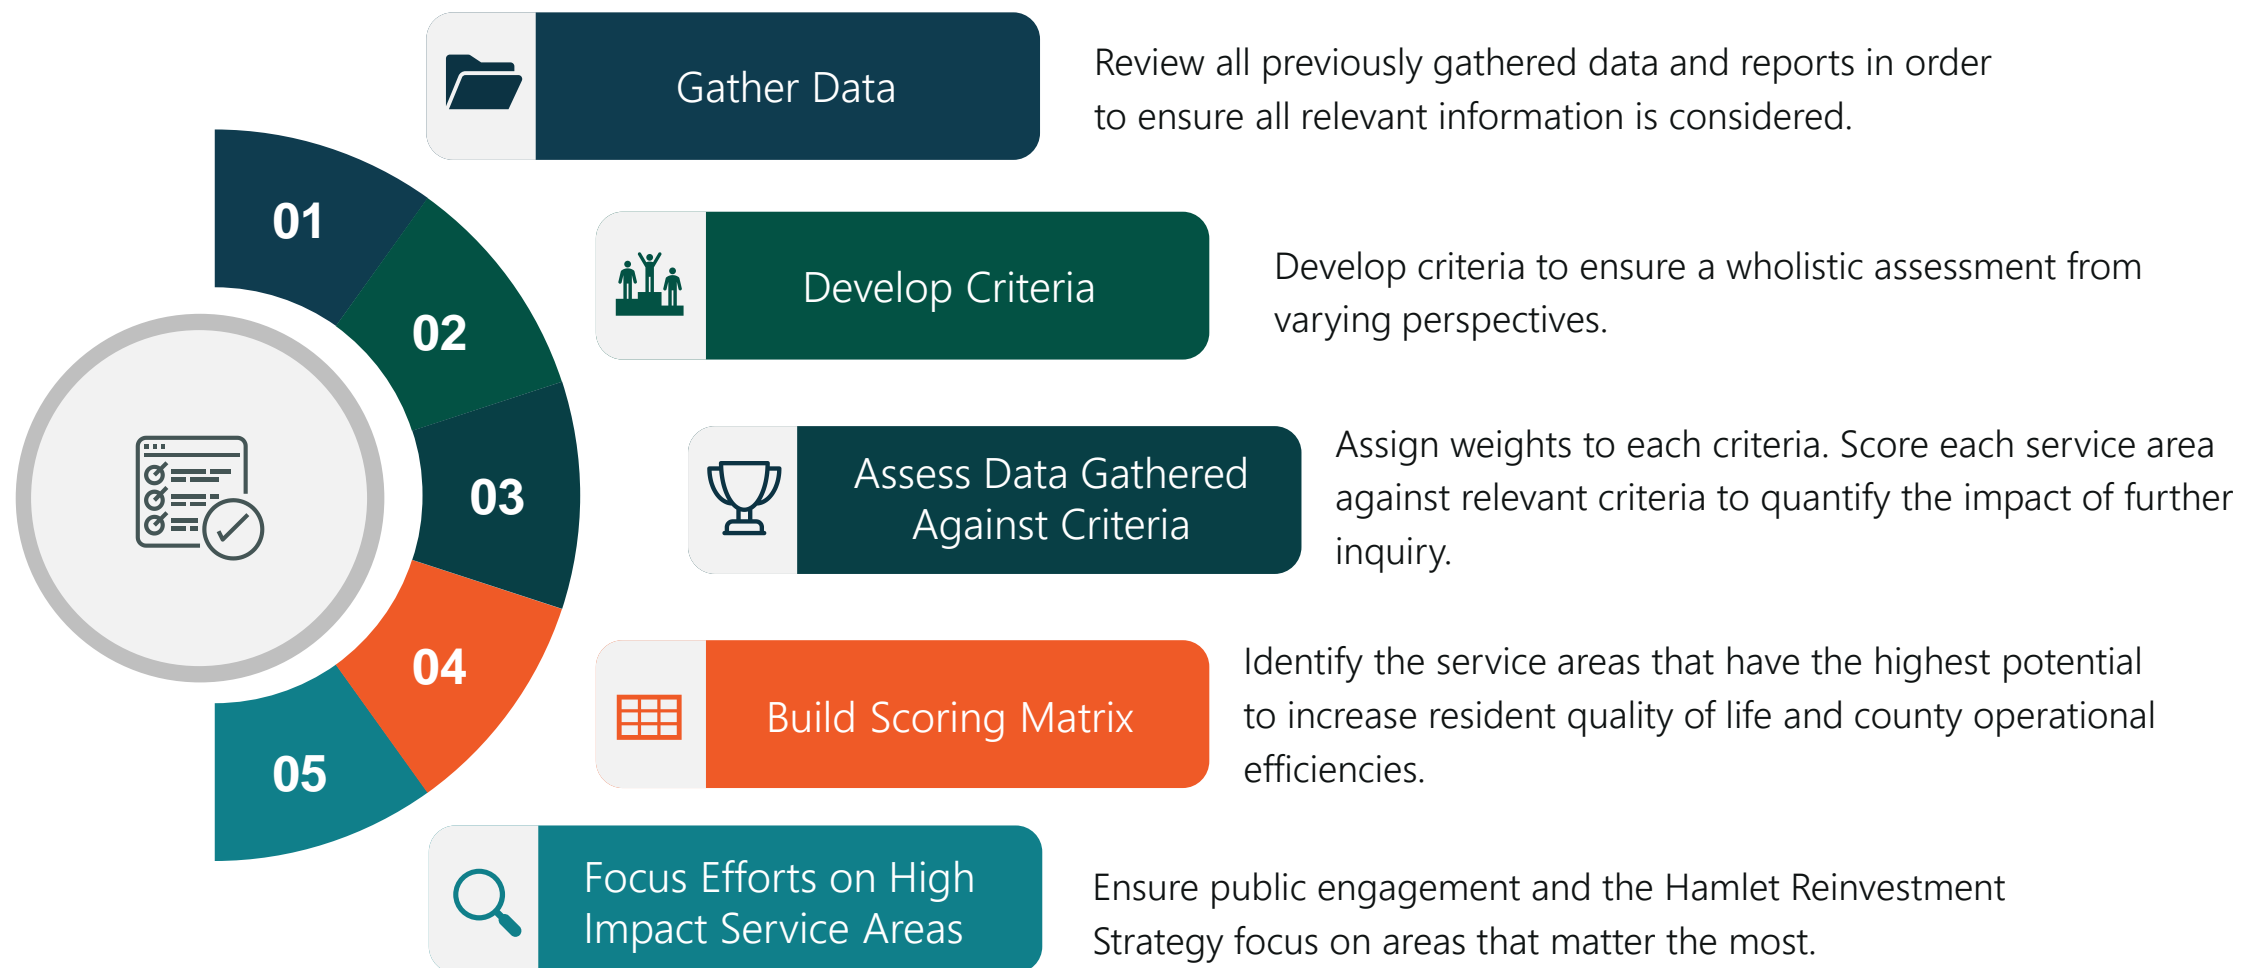 01
Gather Data
Review all previously gathered data and reports in order
to ensure all relevant information is considered.
02
Develop Criteria
Develop criteria to ensure a wholistic assessment from
varying perspectives.
03
Assess Data Gathered
Against Criteria
Assign weights to each criteria. Score each service area
against relevant criteria to quantify the impact of further
inquiry.
04
Build Scoring Matrix
Identify the service areas that have the highest potential
to increase resident quality of life and county operational
efficiencies.
05
Focus Efforts on High
Impact Service Areas
Ensure public engagement and the Hamlet Reinvestment
Strategy focus on areas that matter the most.